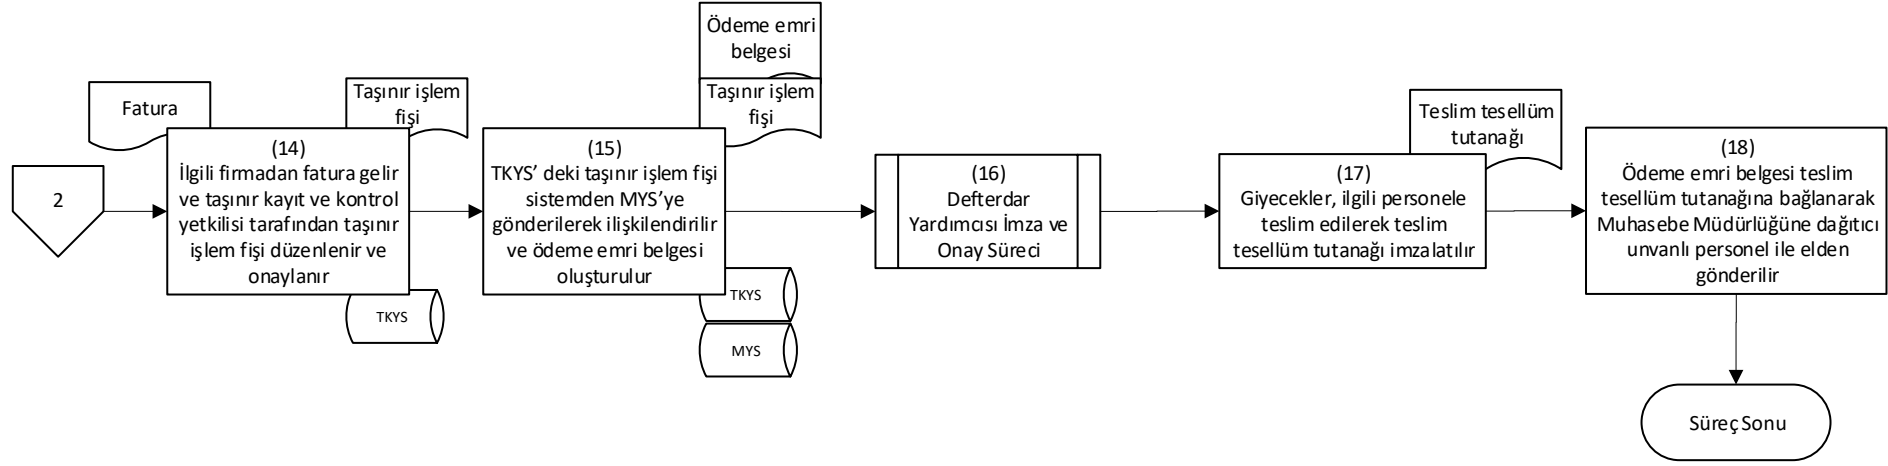 2
Fatura
(14)
İlgili firmadan fatura gelir
ve taşınır kayıt ve kontrol
yetkilisi tarafından taşınır
işlem fişi düzenlenir ve
onaylanır
Taşınır işlem
fişi
TKYS
(15)
TKYS' deki taşınır işlem fişi
sistemden MYS'ye
gönderilerek ilişkilendirilir
ve ödeme emri belgesi
oluşturulur
Ödeme emri
belgesi
Taşınır işlem
fişi
TKYS
MYS
(16)
Defterdar
Yardımcısı İmza ve
Onay Süreci
(17)
Giyecekler, ilgili personele
teslim edilerek teslim
tesellüm tutanağı imzalatılır
Teslim tesellüm
tutanağı
(18)
Ödeme emri belgesi teslim
tesellüm tutanağına bağlanarak
Muhasebe Müdürlüğüne dağıtıcı
unvanlı personel ile elden
gönderilir
Süreç Sonu